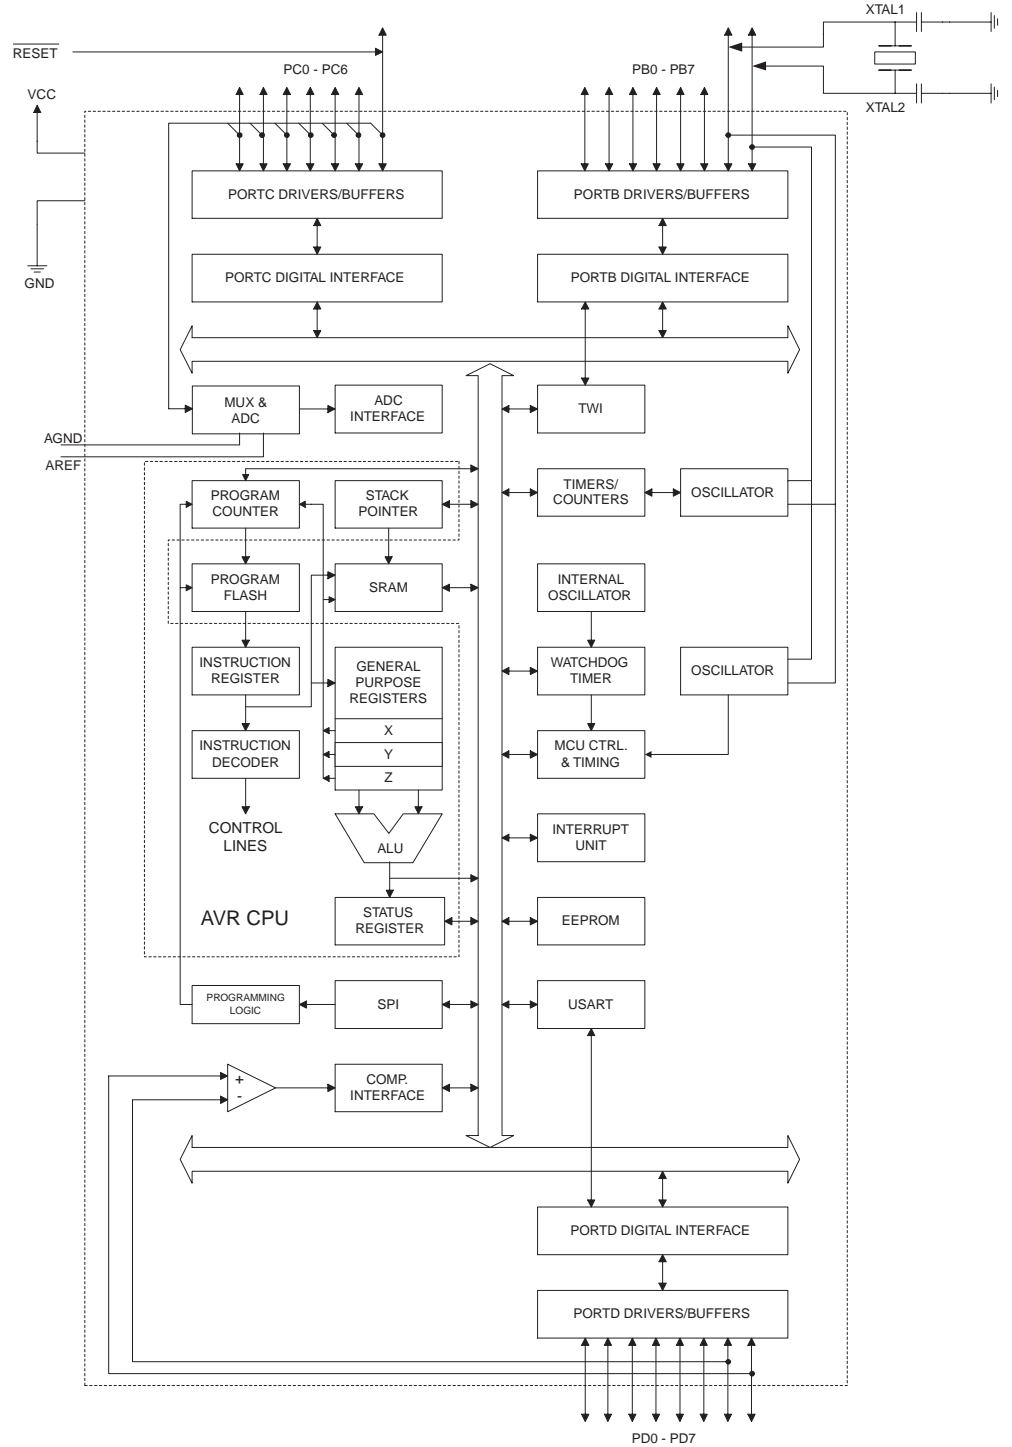 XTAL1
RESET
PC0 - PC6
PB0 - PB7
VCC
XTAL2
PORTC DRIVERS/BUFFERS
PORTB DRIVERS/BUFFERS
GND
PORTC DIGITAL INTERFACE
PORTB DIGITAL INTERFACE
MUX &
ADC
ADC
INTERFACE
TWI
AGND
AREF
PROGRAM
COUNTER
STACK
POINTER
TIMERS/
COUNTERS
OSCILLATOR
PROGRAM
FLASH
SRAM
INTERNAL
OSCILLATOR
INSTRUCTION
REGISTER
GENERAL
PURPOSE
REGISTERS
WATCHDOG
TIMER
OSCILLATOR
X
Y
Z
INSTRUCTION
DECODER
MCU CTRL.
& TIMING
CONTROL
LINES
ALU
INTERRUPT
UNIT
AVR CPU
STATUS
REGISTER
EEPROM
PROGRAMMING
LOGIC
SPI
USART
+
-
COMP.
INTERFACE
PORTD DIGITAL INTERFACE
PORTD DRIVERS/BUFFERS
PD0 - PD7